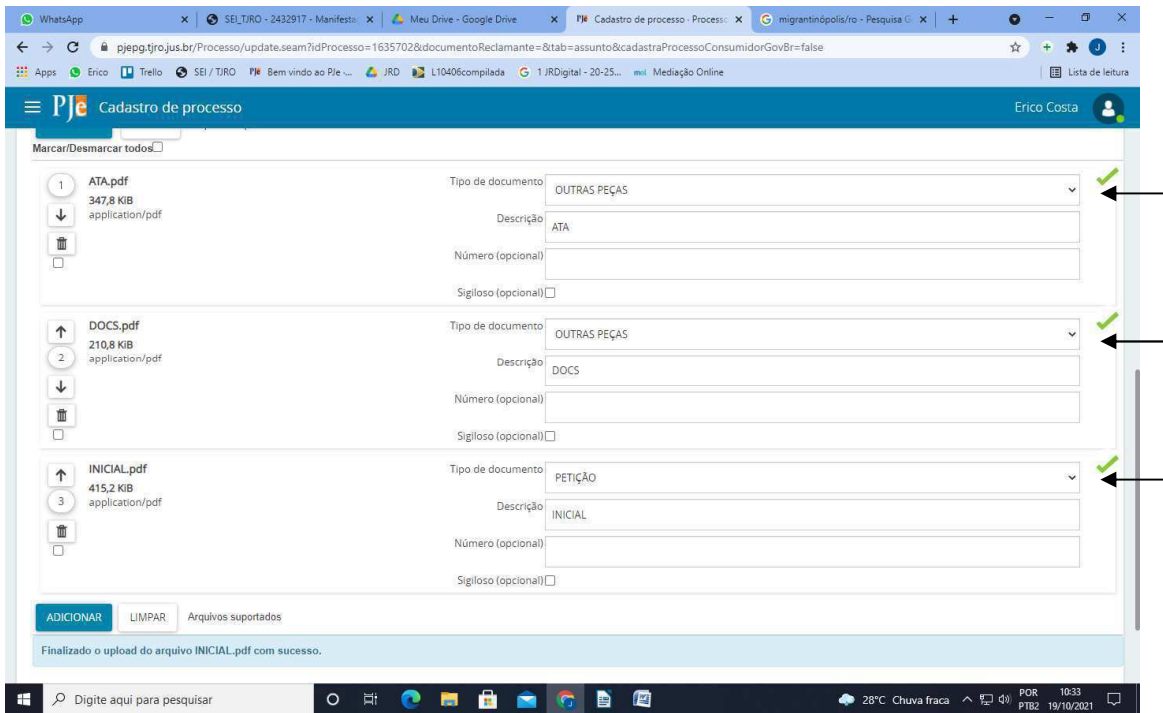 WhatsApp
SEI_TJRO - 2432917 - Manifesta
Meu Drive - Google Drive
PJe Cadastro de processo · Processo
migrantinópolis/ro - Pesquisa G
pjepg.tjro.jus.br/Processo/update.seam?idProcesso=1635702&documentoReclamante=&tab=assunto&cadastraProcessoConsumidorGovBr=false
Apps Erico Trello SEI / TJRO PJe Bem vindo ao PJe -... JRD L10406compilada 1 JRDigital - 20-25... mol Mediação Online Lista de leitura
PJe Cadastro de processo Erico Costa
Marcar/Desmarcar todos
1 ATA.pdf
347,8 KiB
application/pdf
Tipo de documento OUTRAS PEÇAS
Descrição ATA
Número (opcional)
Sigiloso (opcional)
2 DOCS.pdf
210,8 KiB
application/pdf
Tipo de documento OUTRAS PEÇAS
Descrição DOCS
Número (opcional)
Sigiloso (opcional)
3 INICIAL.pdf
415,2 KiB
application/pdf
Tipo de documento PETIÇÃO
Descrição INICIAL
Número (opcional)
Sigiloso (opcional)
ADICIONAR LIMPAR Arquivos suportados
Finalizado o upload do arquivo INICIAL.pdf com sucesso.
Digite aqui para pesquisar 28°C Chuva fraca POR 10:33
PTB2 19/10/2021